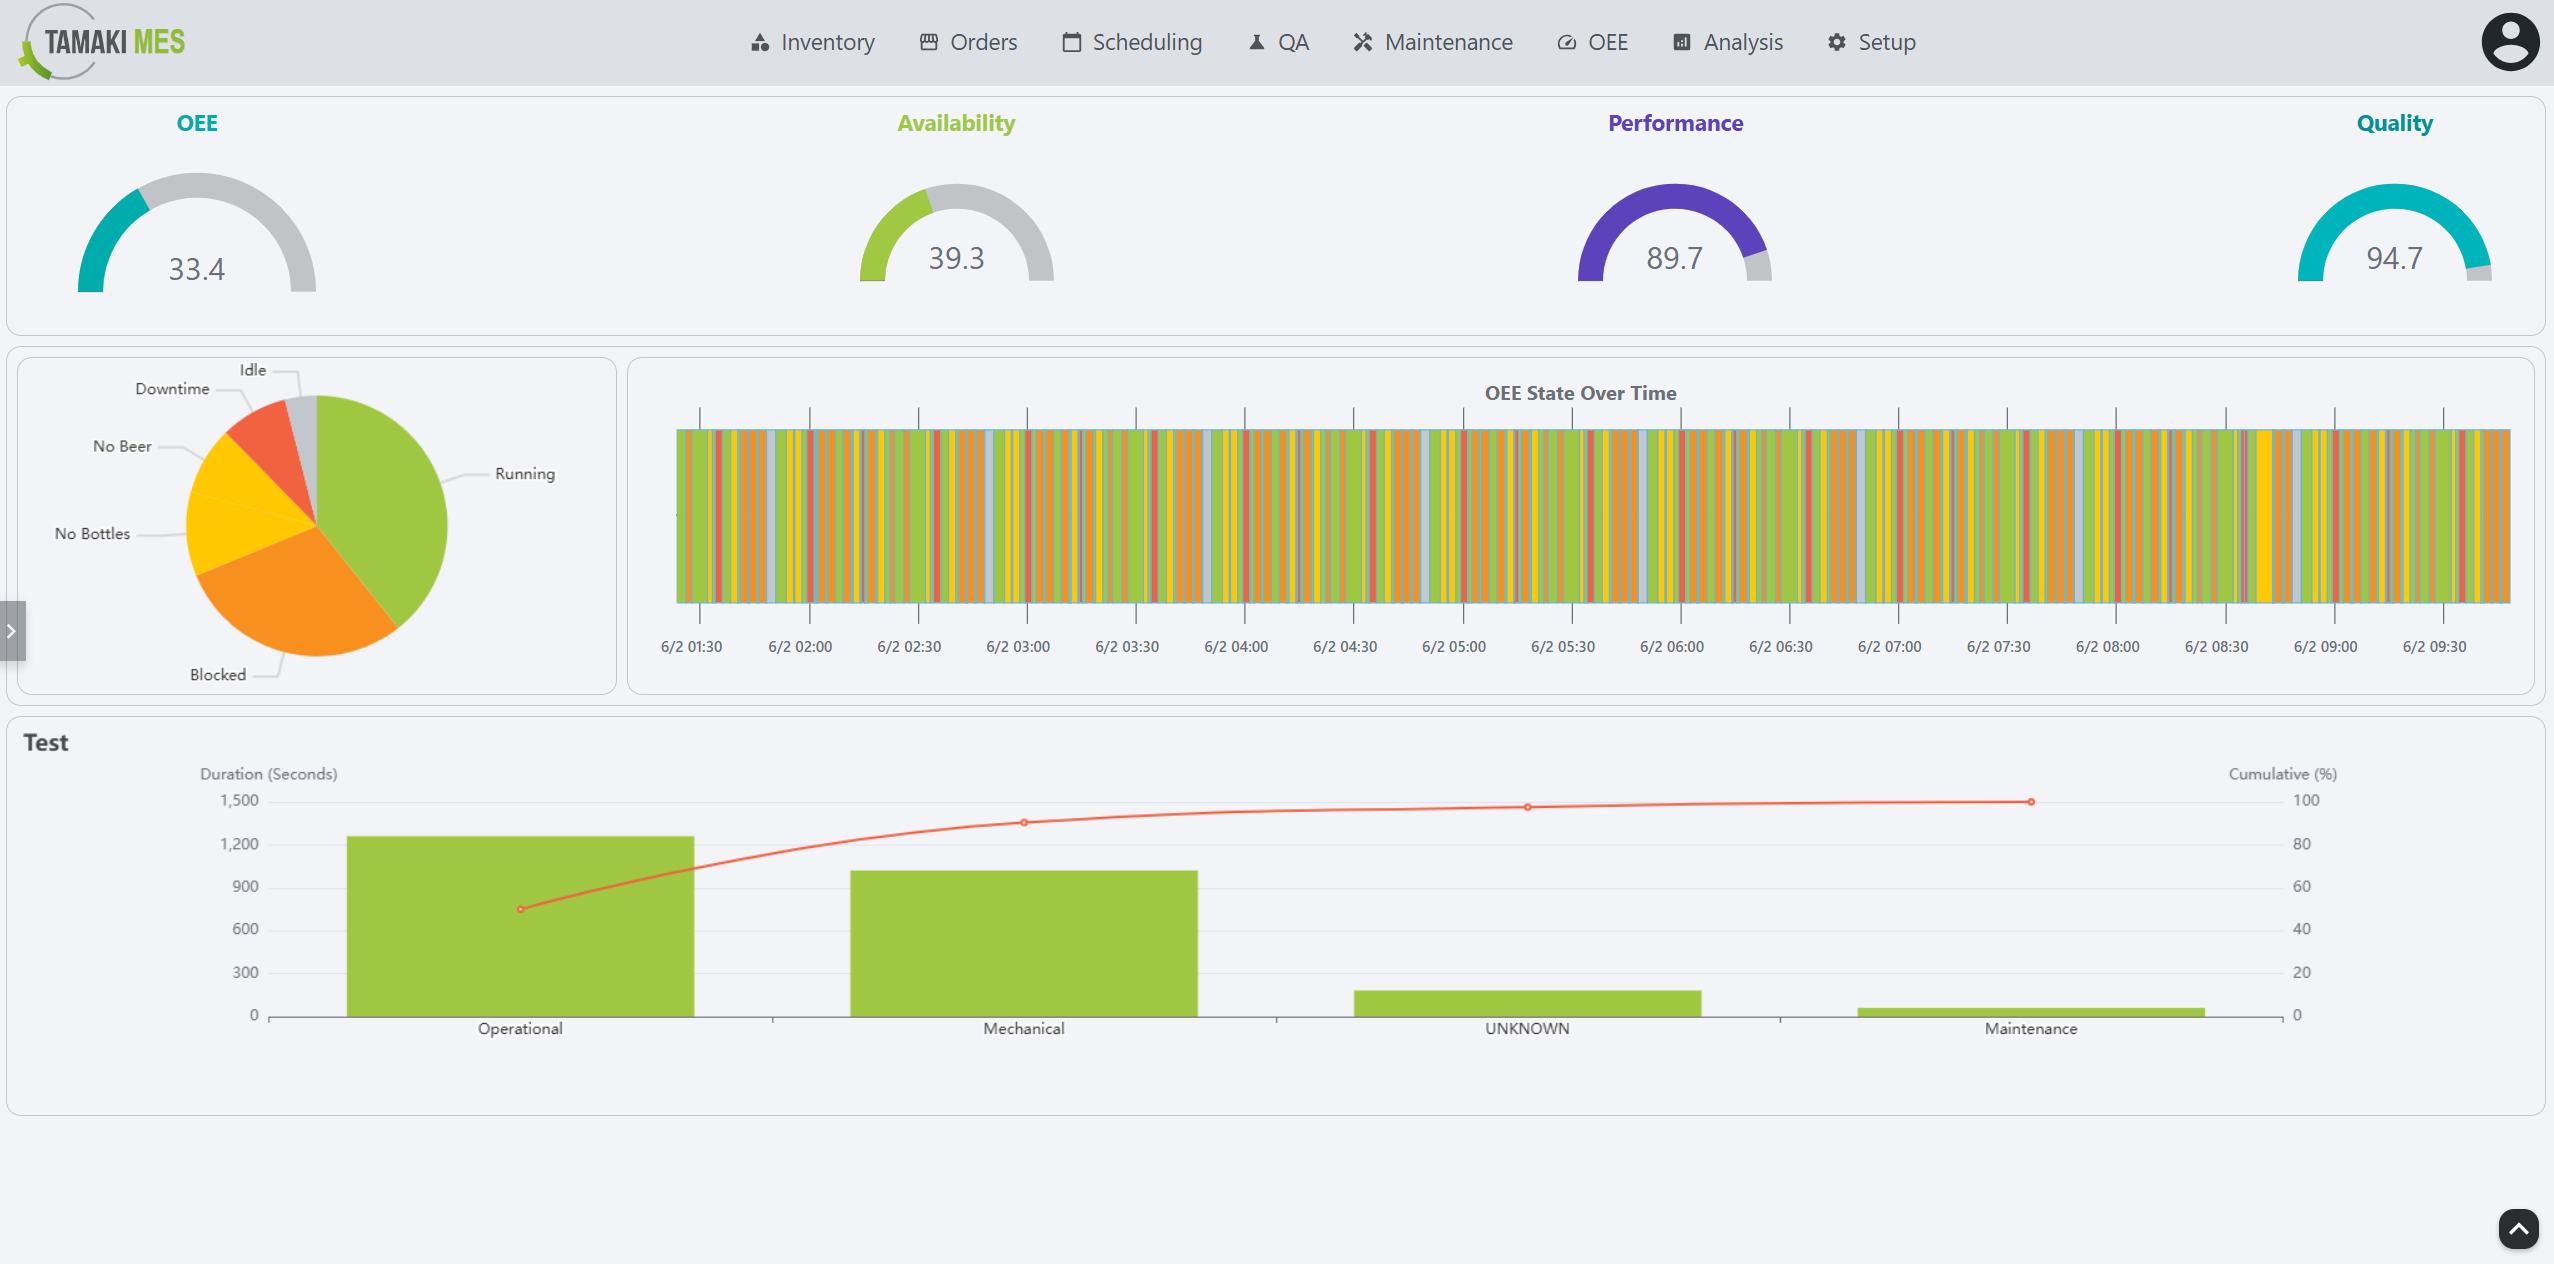 TAMAKI MES
Inventory
Orders
Scheduling
QA
Maintenance
OEE
Analysis
Setup
OEE
Availability
Performance
Quality
33.4
39.3
89.7
94.7
Idle
Downtime
No Beer
Running
No Bottles
Blocked
OEE State Over Time
6/2 01:30
6/2 02:00
6/2 02:30
6/2 03:00
6/2 03:30
6/2 04:00
6/2 04:30
6/2 05:00
6/2 05:30
6/2 06:00
6/2 06:30
6/2 07:00
6/2 07:30
6/2 08:00
6/2 08:30
6/2 09:00
6/2 09:30
Test
Duration (Seconds)
Cumulative (%)
1,500
1,200
900
600
300
0
100
80
60
40
20
0
Operational
Mechanical
UNKNOWN
Maintenance